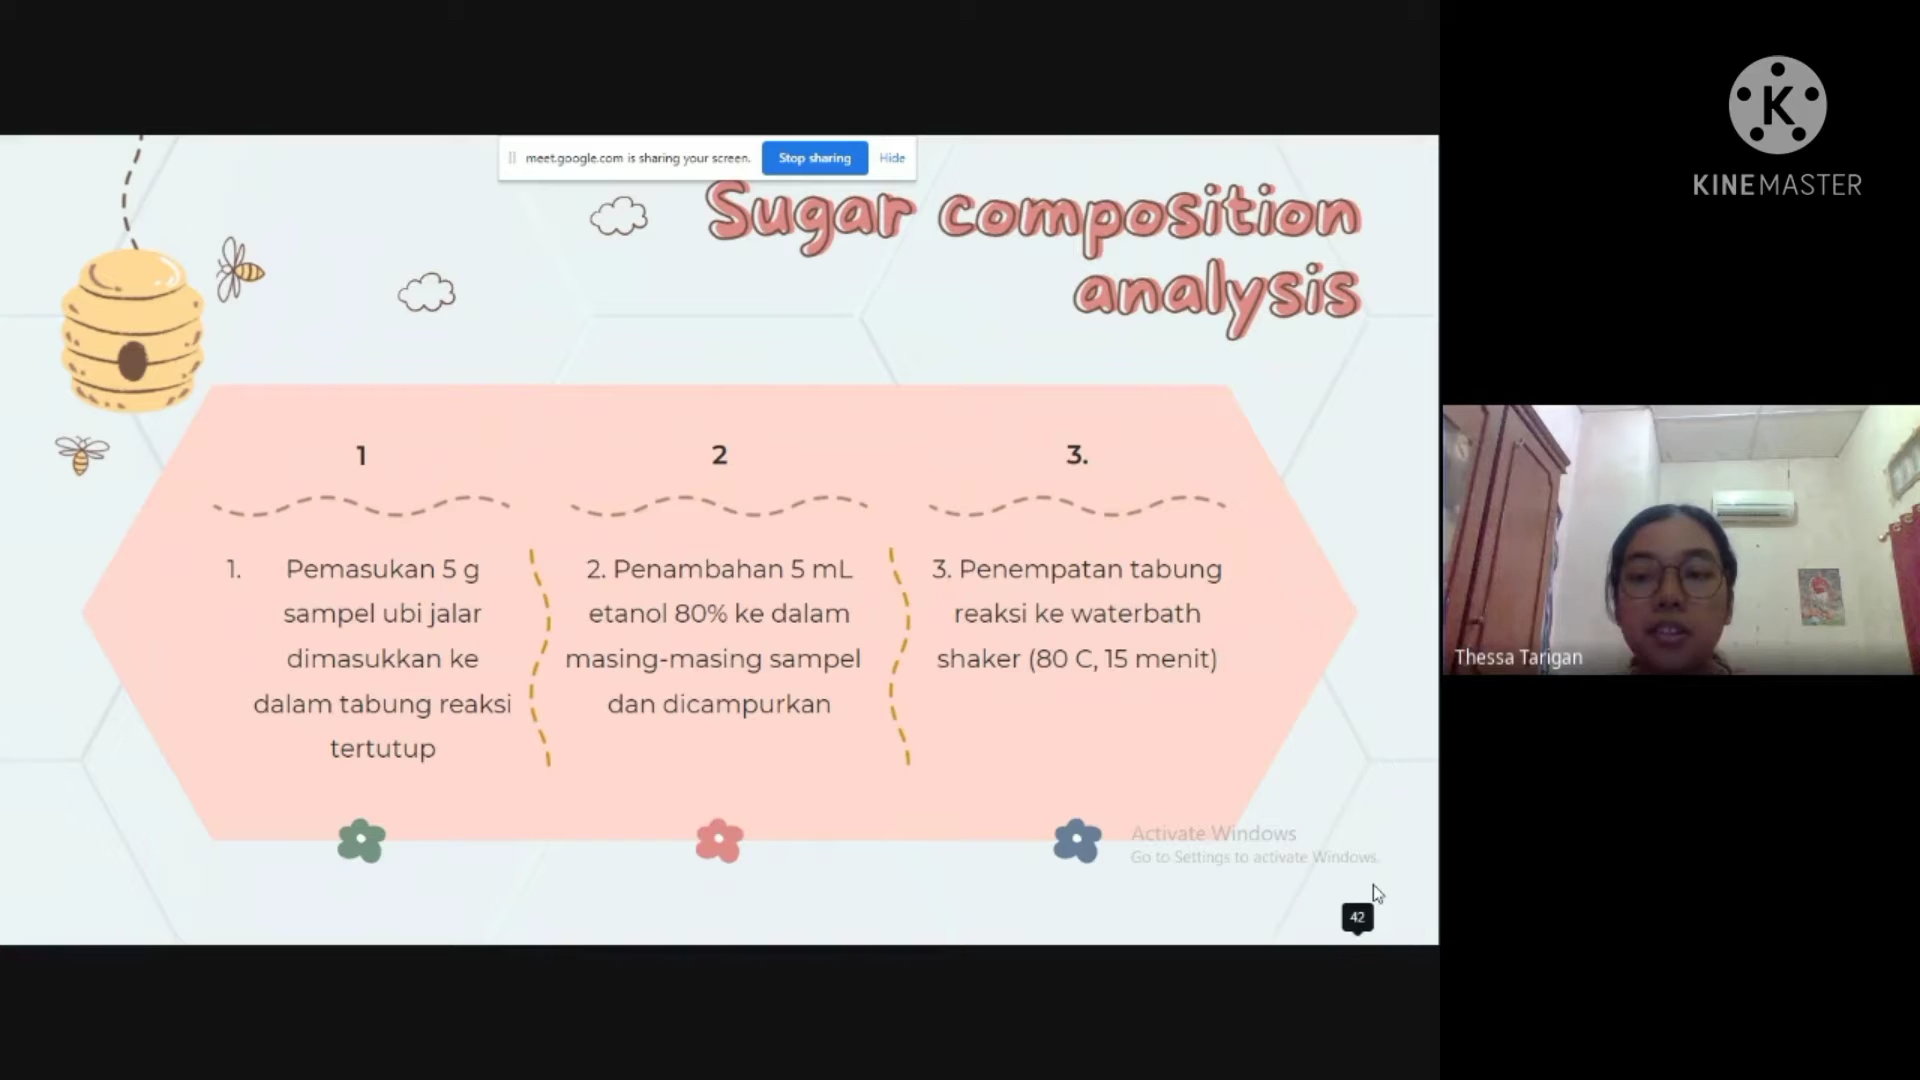 meet.google.com is sharing your screen.
Stop sharing
Hide
K
KINEMASTER
Sugar composition
analysis
1
2
3.
1. Pemasukan 5 g
sampel ubi jalar
dimasukkan ke
dalam tabung reaksi
tertutup
2. Penambahan 5 mL
etanol 80% ke dalam
masing-masing sampel
dan dicampurkan
3. Penempatan tabung
reaksi ke waterbath
shaker (80 C, 15 menit)
Thessa Tarigan
Activate Windows
Go to Settings to activate Windows.
42